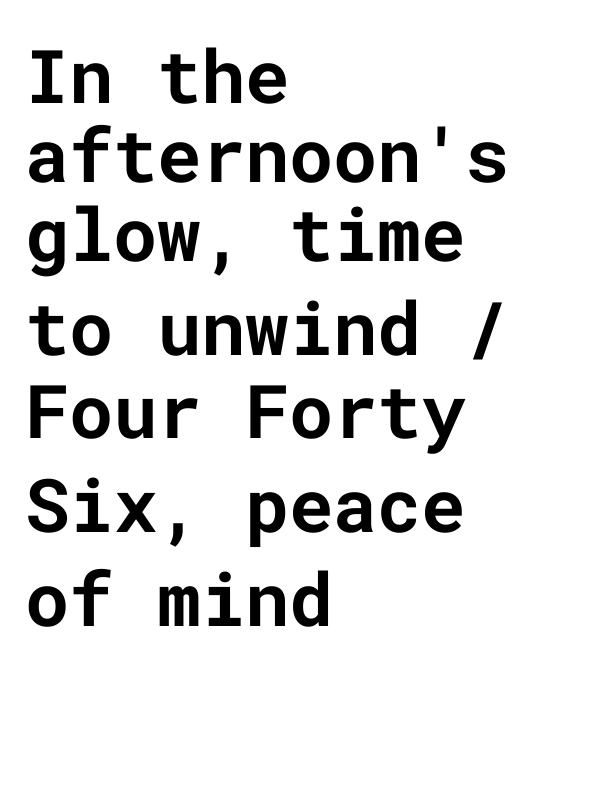 In the
afternoon's
glow, time
to unwind /
Four Forty
Six, peace
of mind